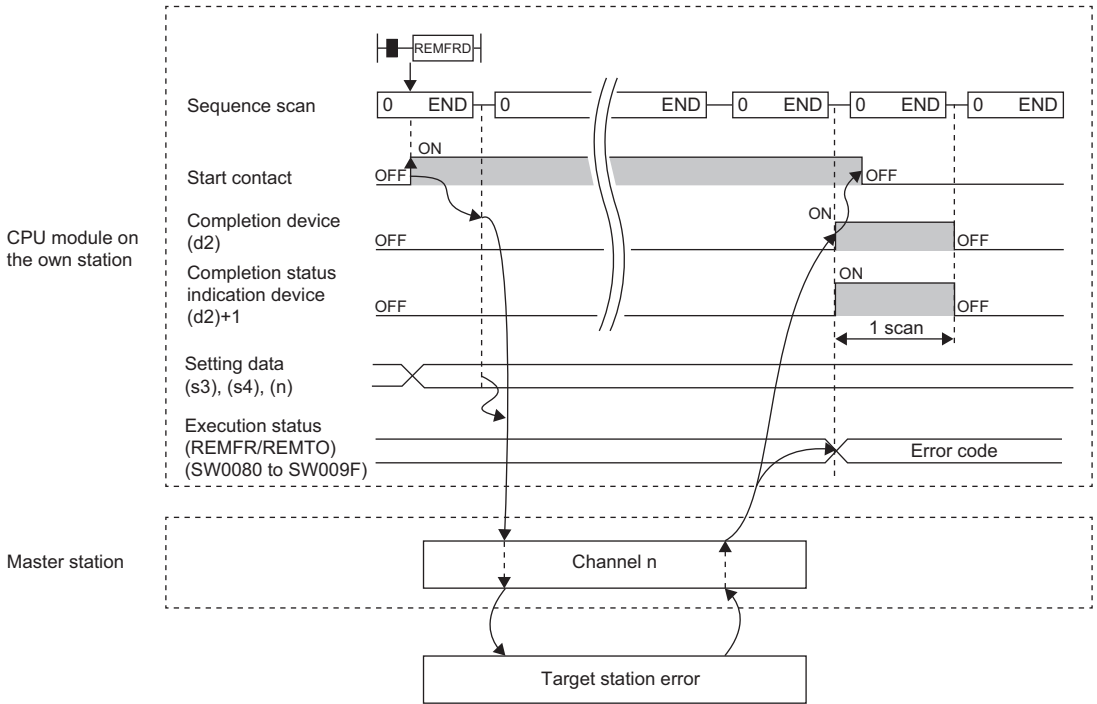 REMFRD
Sequence scan
0 END 0 END 0 END 0 END 0 END
ON
Start contact
OFF
OFF
CPU module on
the own station
Completion device
(d2)
OFF
ON
OFF
Completion status
indication device
(d2)+1
OFF
ON
OFF
1 scan
Setting data
(s3), (s4), (n)
Execution status
(REMFR/REMTO)
(SW0080 to SW009F)
Error code
Master station
Channel n
Target station error